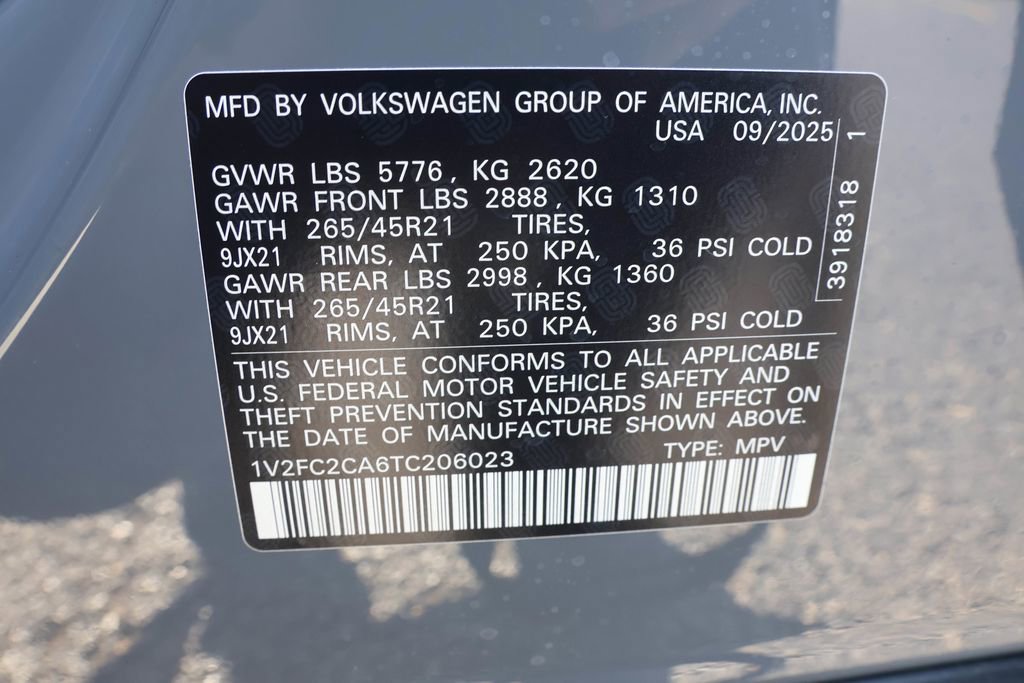 MFD BY VOLKSWAGEN GROUP OF AMERICA, INC.
USA 09/2025
GVWR LBS 5776, KG 2620
GAWR FRONT LBS 2888, KG 1310
WITH 265/45R21 TIRES,
9JX21 RIMS, AT 250 KPA, 36 PSI COLD
GAWR REAR LBS 2998, KG 1360
WITH 265/45R21 TIRES,
9JX21 RIMS, AT 250 KPA, 36 PSI COLD
3918318 1
THIS VEHICLE CONFORMS TO ALL APPLICABLE
U.S. FEDERAL MOTOR VEHICLE SAFETY AND
THEFT PREVENTION STANDARDS IN EFFECT ON
THE DATE OF MANUFACTURE SHOWN ABOVE.
1V2FC2CA6TC206023 TYPE: MPV